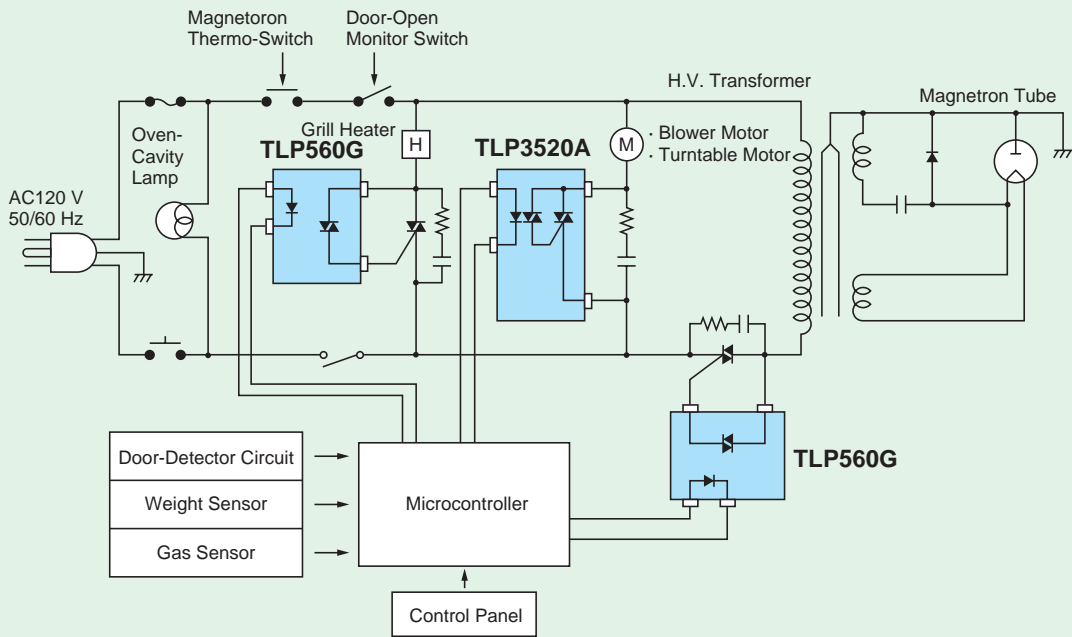 Magnetoron
Thermo-Switch
Door-Open
Monitor Switch
H.V. Transformer
Magnetron Tube
Oven-
Cavity
Lamp
Grill Heater
TLP560G
H
TLP3520A
M
· Blower Motor
· Turntable Motor
AC120 V
50/60 Hz
TLP560G
Door-Detector Circuit
Weight Sensor
Gas Sensor
Microcontroller
Control Panel